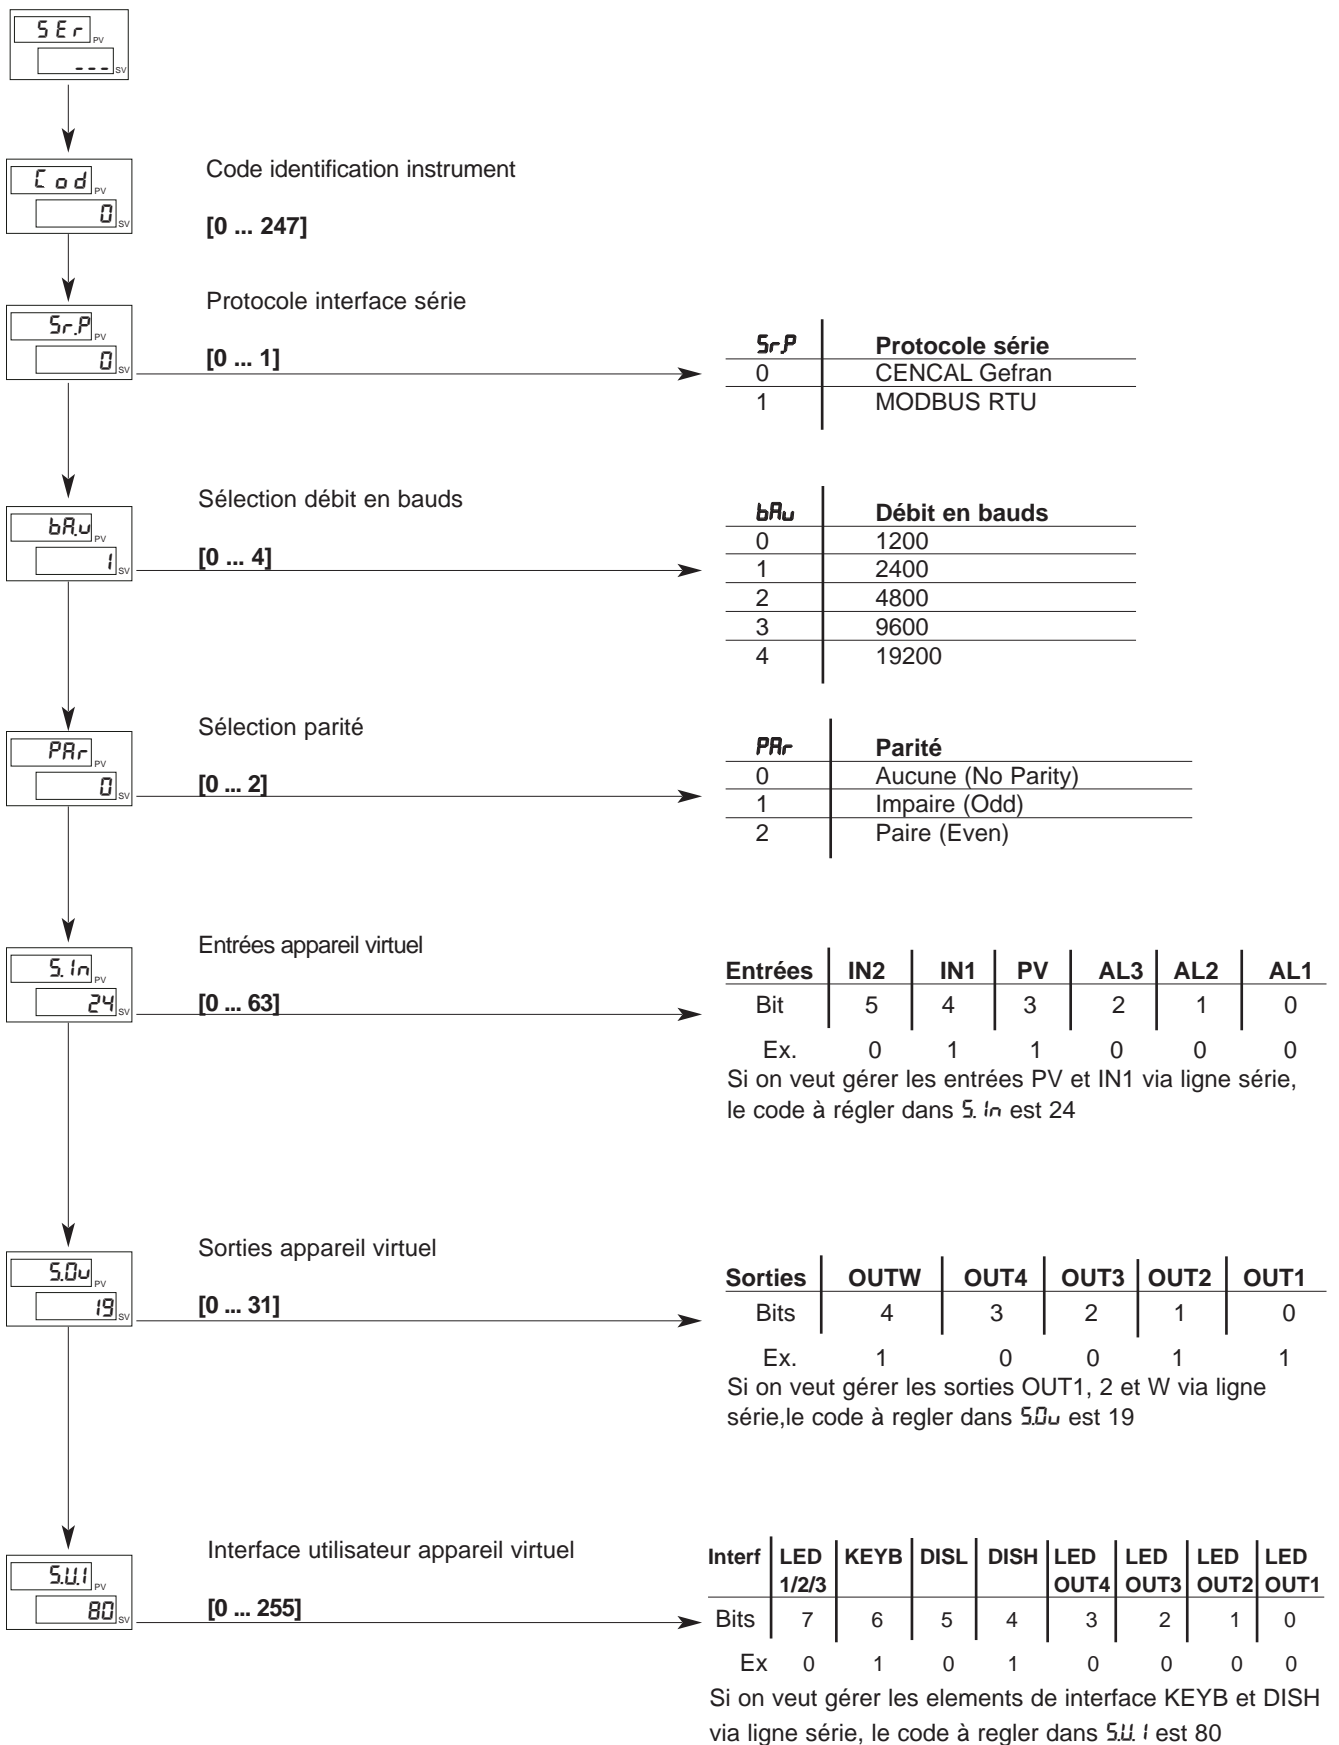 SEr PV
--- SV
Cod PV
0 SV
Code identification instrument
[0 ... 247]
Sr.P PV
0 SV
Protocole interface série
[0 ... 1]
Sr.P Protocole série
0 CENCAL Gefran
1 MODBUS RTU
bA.u PV
1 SV
Sélection débit en bauds
[0 ... 4]
bAu Débit en bauds
0 1200
1 2400
2 4800
3 9600
4 19200
PAr PV
0 SV
Sélection parité
[0 ... 2]
PAr Parité
0 Aucune (No Parity)
1 Impaire (Odd)
2 Paire (Even)
S.In PV
24 SV
Entrées appareil virtuel
[0 ... 63]
Entrées IN2 IN1 PV AL3 AL2 AL1
Bit 5 4 3 2 1 0
Ex. 0 1 1 0 0 0
Si on veut gérer les entrées PV et IN1 via ligne série,
le code à régler dans S.In est 24
S.Ou PV
19 SV
Sorties appareil virtuel
[0 ... 31]
Sorties OUTW OUT4 OUT3 OUT2 OUT1
Bits 4 3 2 1 0
Ex. 1 0 0 1 1
Si on veut gérer les sorties OUT1, 2 et W via ligne
série,le code à regler dans S.Ou est 19
S.U.I PV
80 SV
Interface utilisateur appareil virtuel
[0 ... 255]
Interf LED KEYB DISL DISH LED LED LED LED
1/2/3 OUT4 OUT3 OUT2 OUT1
Bits 7 6 5 4 3 2 1 0
Ex 0 1 0 1 0 0 0 0
Si on veut gérer les elements de interface KEYB et DISH
via ligne série, le code à regler dans S.U.I est 80